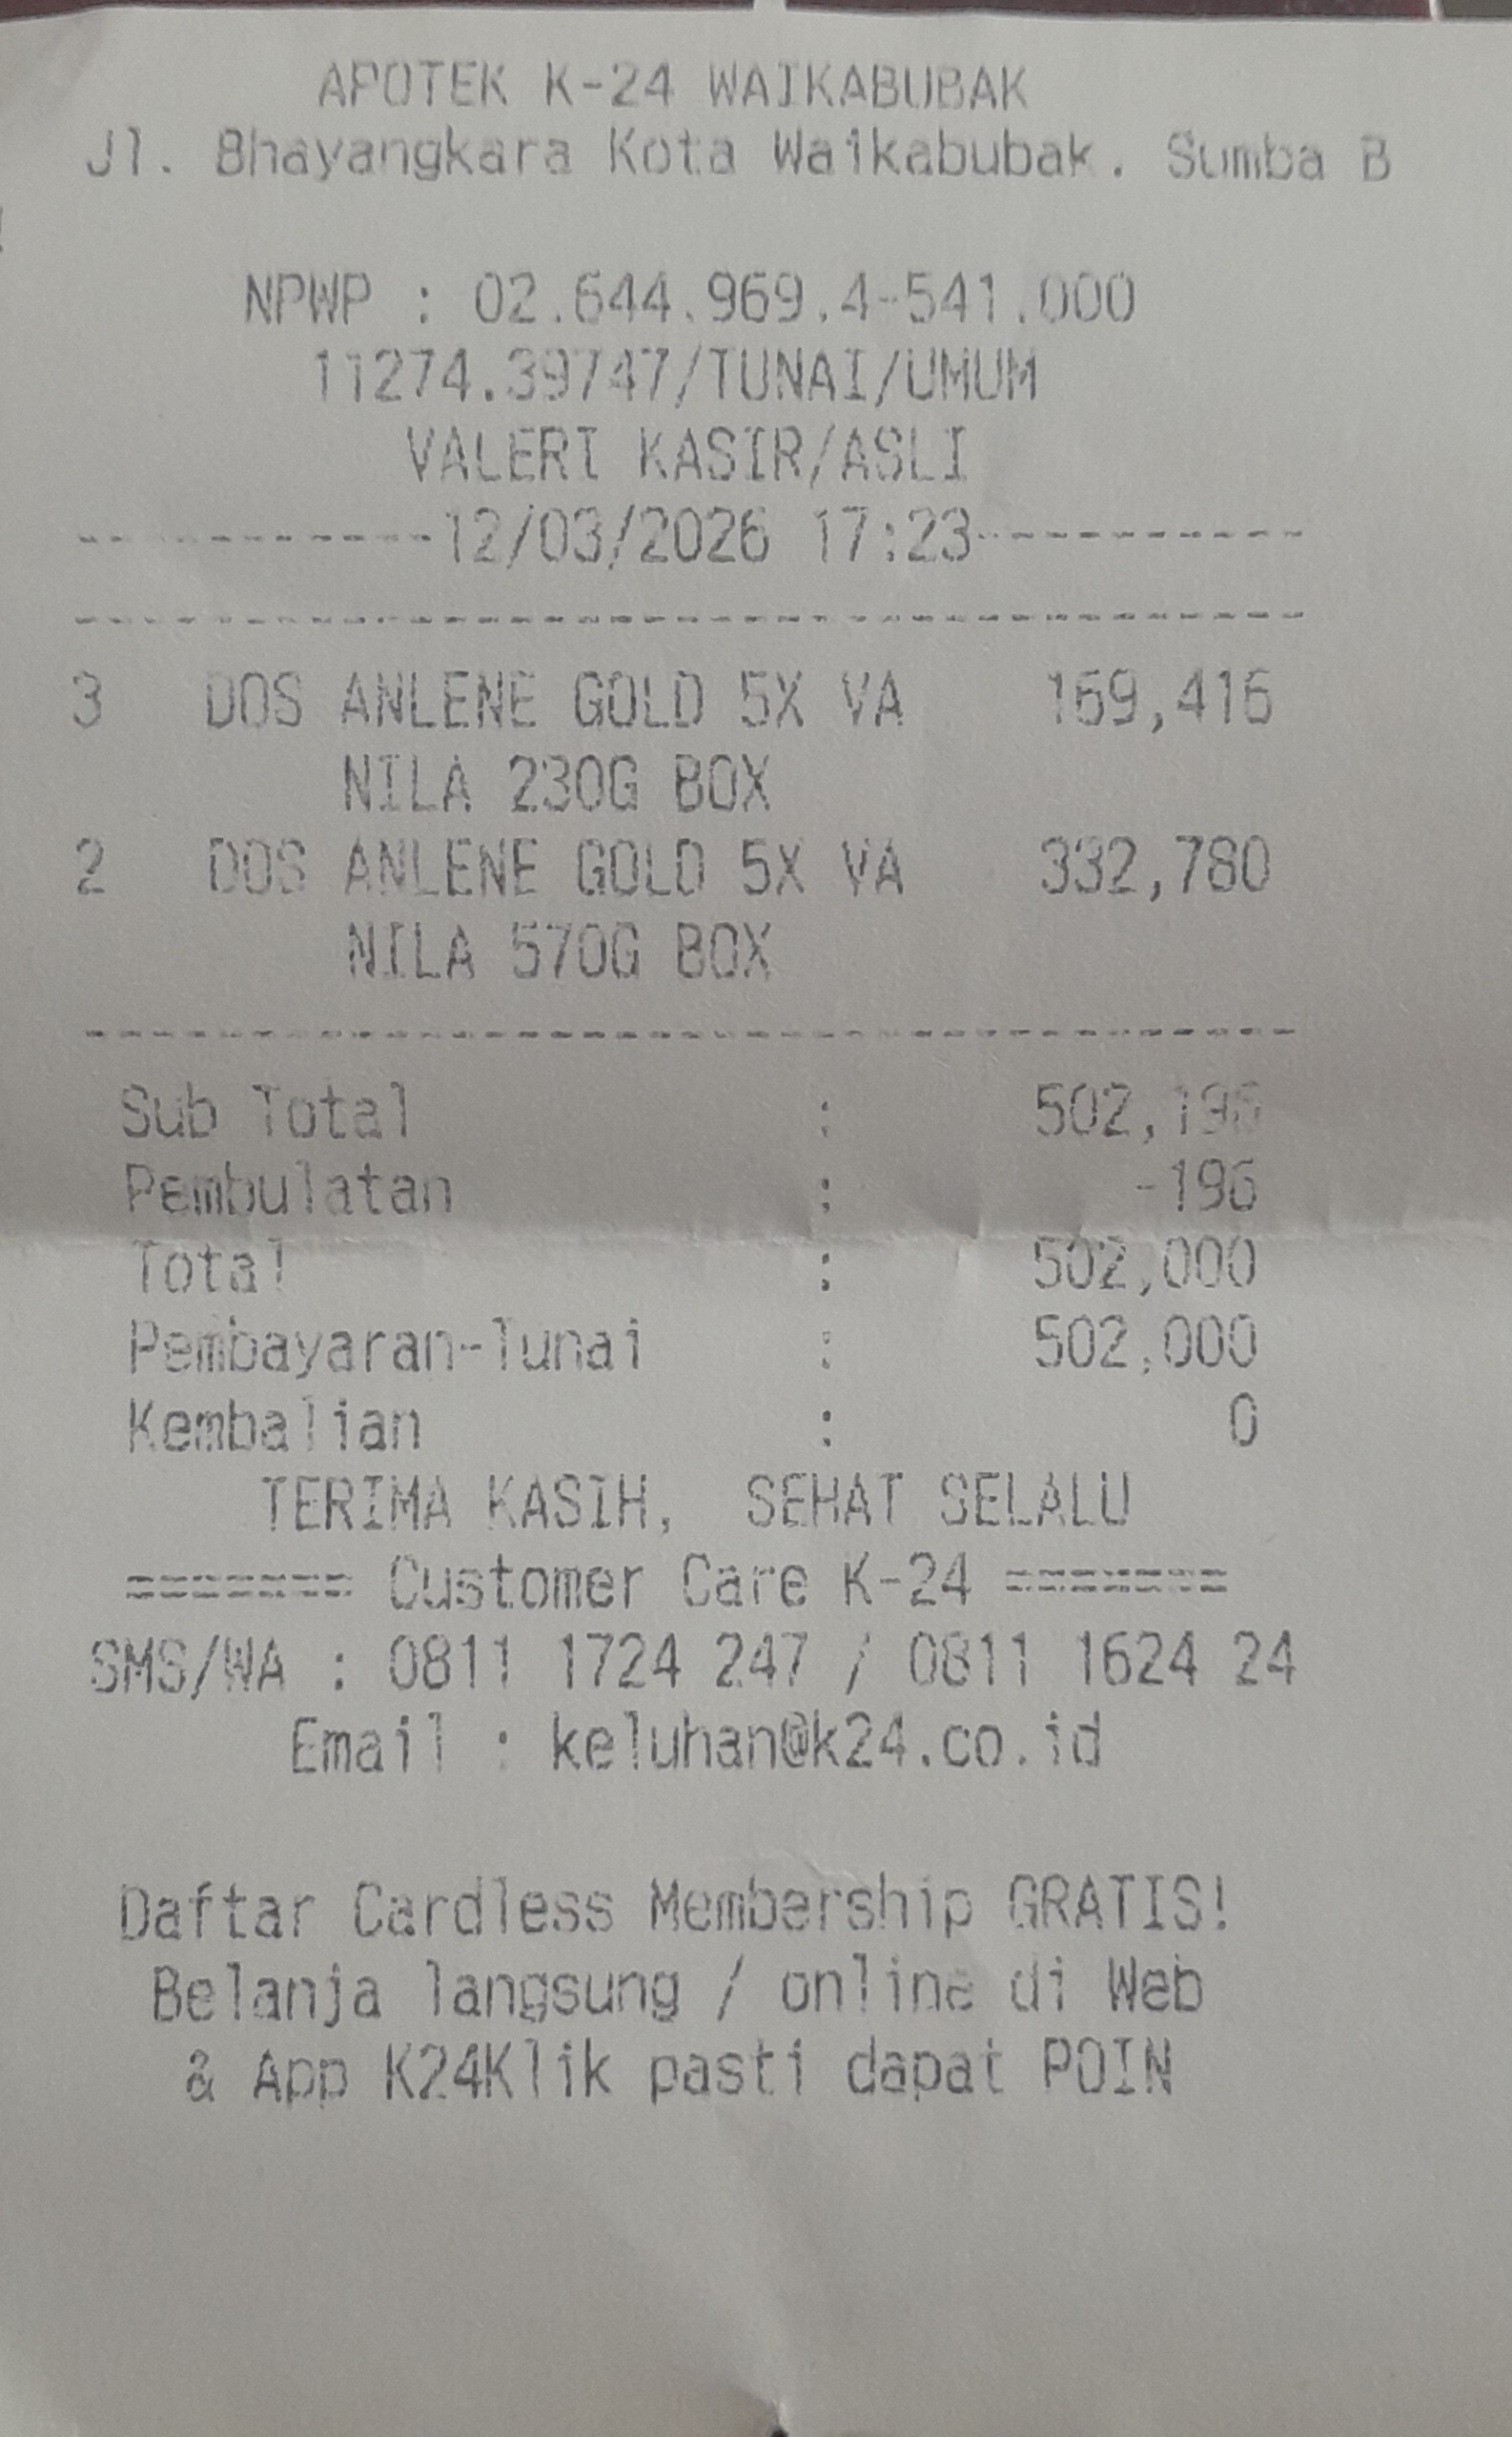 APOTEK K-24 WAIKABUBAK
Jl. Bhayangkara Kota Waikabubak. Sumba B
NPWP : 02.644.969.4-541.000
11274.39747/TUNAI/UMUM
VALERI KASIR/ASLI
------------12/03/2026 17:23------------
----------------------------------------
3 DOS ANLENE GOLD 5X VA 169,416
NILA 230G BOX
2 DOS ANLENE GOLD 5X VA 332,780
NILA 570G BOX
----------------------------------------
Sub Total : 502,196
Pembulatan : -196
Total : 502,000
Pembayaran-Tunai : 502,000
Kembalian : 0
TERIMA KASIH, SEHAT SELALU
======= Customer Care K-24 =======
SMS/WA : 0811 1724 247 / 0811 1624 24
Email : keluhan@k24.co.id
Daftar Cardless Membership GRATIS!
Belanja langsung / online di Web
& App K24Klik pasti dapat POIN